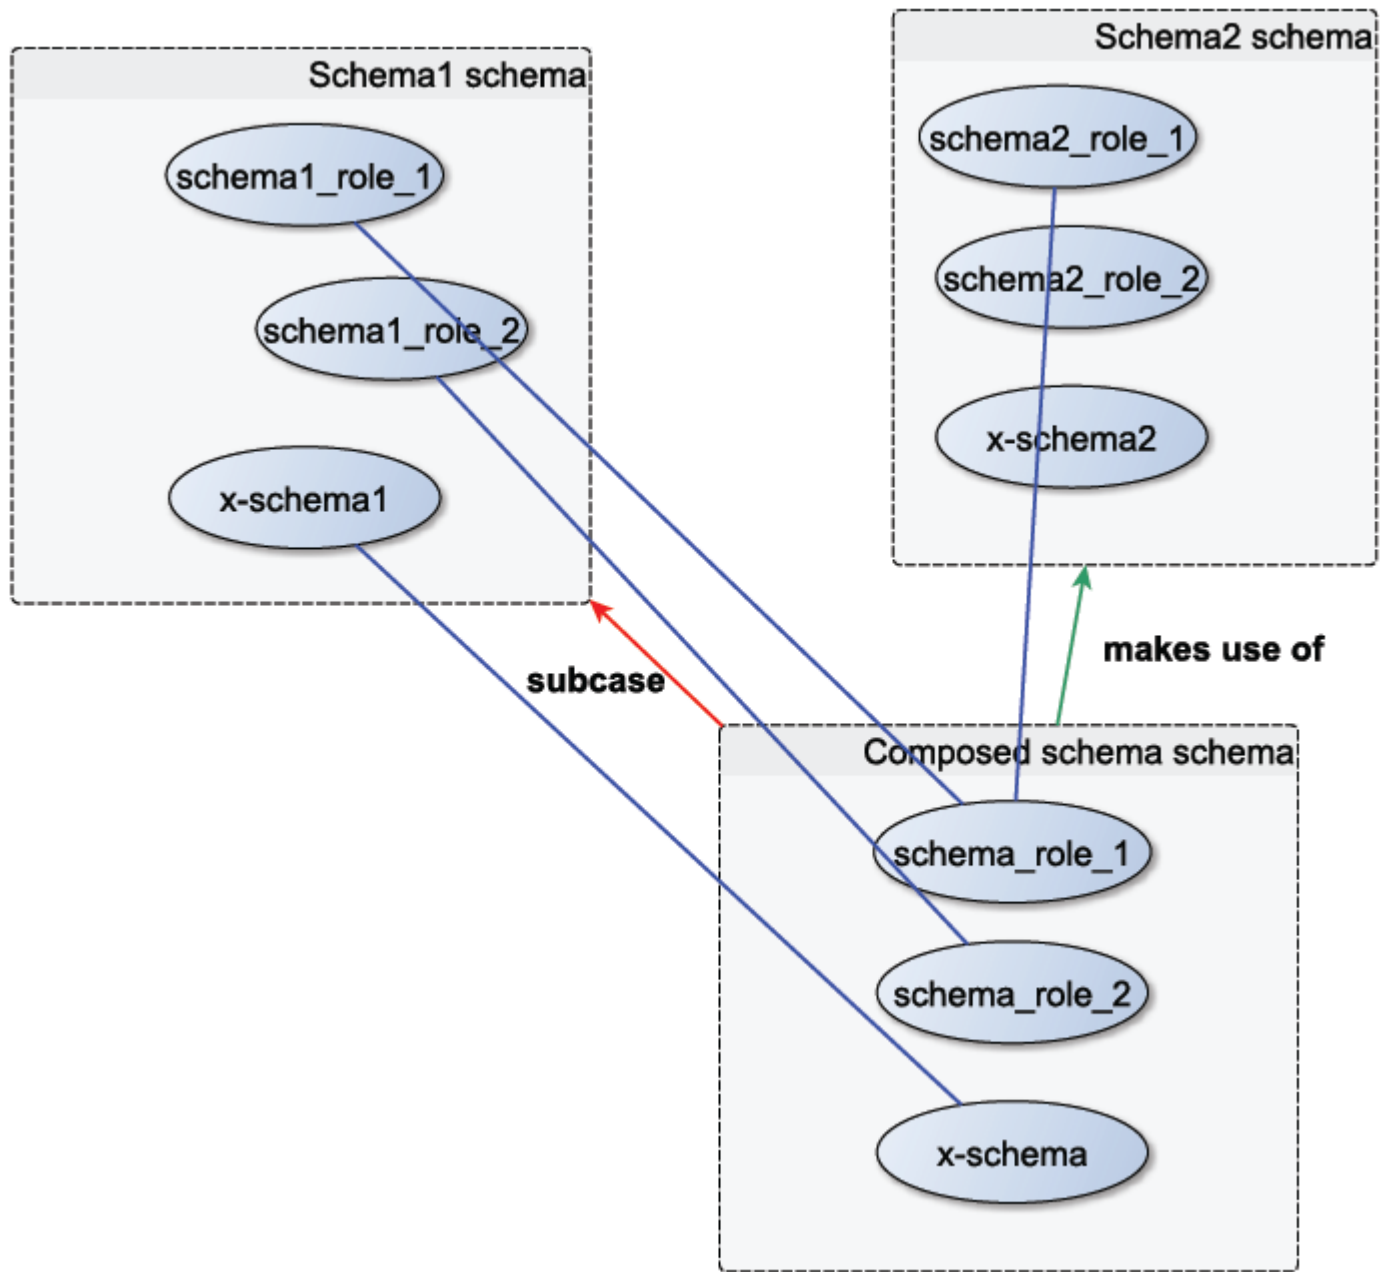 Schema1 schema
schema1_role_1
schema1_role_2
x-schema1
Schema2 schema
schema2_role_1
schema2_role_2
x-schema2
subcase
makes use of
Composed schema schema
schema_role_1
schema_role_2
x-schema